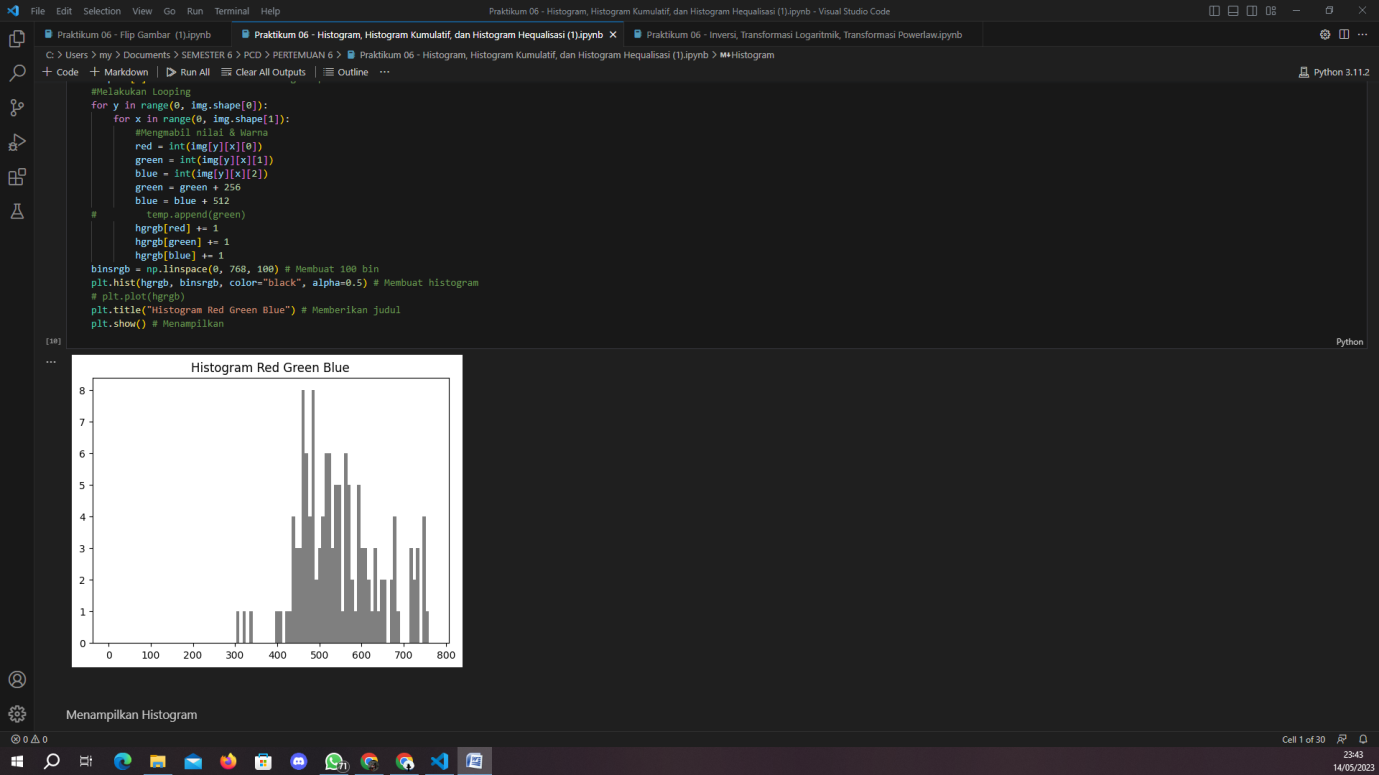 File Edit Selection View Go Run Terminal Help
Praktikum 06 - Histogram, Histogram Kumulatif, dan Histogram Hequalisasi (1).ipynb - Visual Studio Code
Praktikum 06 - Flip Gambar (1).ipynb
Praktikum 06 - Histogram, Histogram Kumulatif, dan Histogram Hequalisasi (1).ipynb
Praktikum 06 - Inversi, Transformasi Logaritmik, Transformasi Powerlaw.ipynb
C: > Users > my > Documents > SEMESTER 6 > PCD > PERTEMUAN 6 > Praktikum 06 - Histogram, Histogram Kumulatif, dan Histogram Hequalisasi (1).ipynb > M↓Histogram
+ Code + Markdown Run All Clear All Outputs Outline ...
Python 3.11.2
#Melakukan Looping
for y in range(0, img.shape[0]):
for x in range(0, img.shape[1]):
#Mengmabil nilai & Warna
red = int(img[y][x][0])
green = int(img[y][x][1])
blue = int(img[y][x][2])
green = green + 256
blue = blue + 512
# temp.append(green)
hgrgb[red] += 1
hgrgb[green] += 1
hgrgb[blue] += 1
binsrgb = np.linspace(0, 768, 100) # Membuat 100 bin
plt.hist(hgrgb, binsrgb, color="black", alpha=0.5) # Membuat histogram
# plt.plot(hgrgb)
plt.title("Histogram Red Green Blue") # Memberikan judul
plt.show() # Menampilkan
[10]
Python
...
Histogram Red Green Blue
8
7
6
5
4
3
2
1
0
0 100 200 300 400 500 600 700 800
Menampilkan Histogram
0 0
Cell 1 of 30
71
23:43
14/05/2023